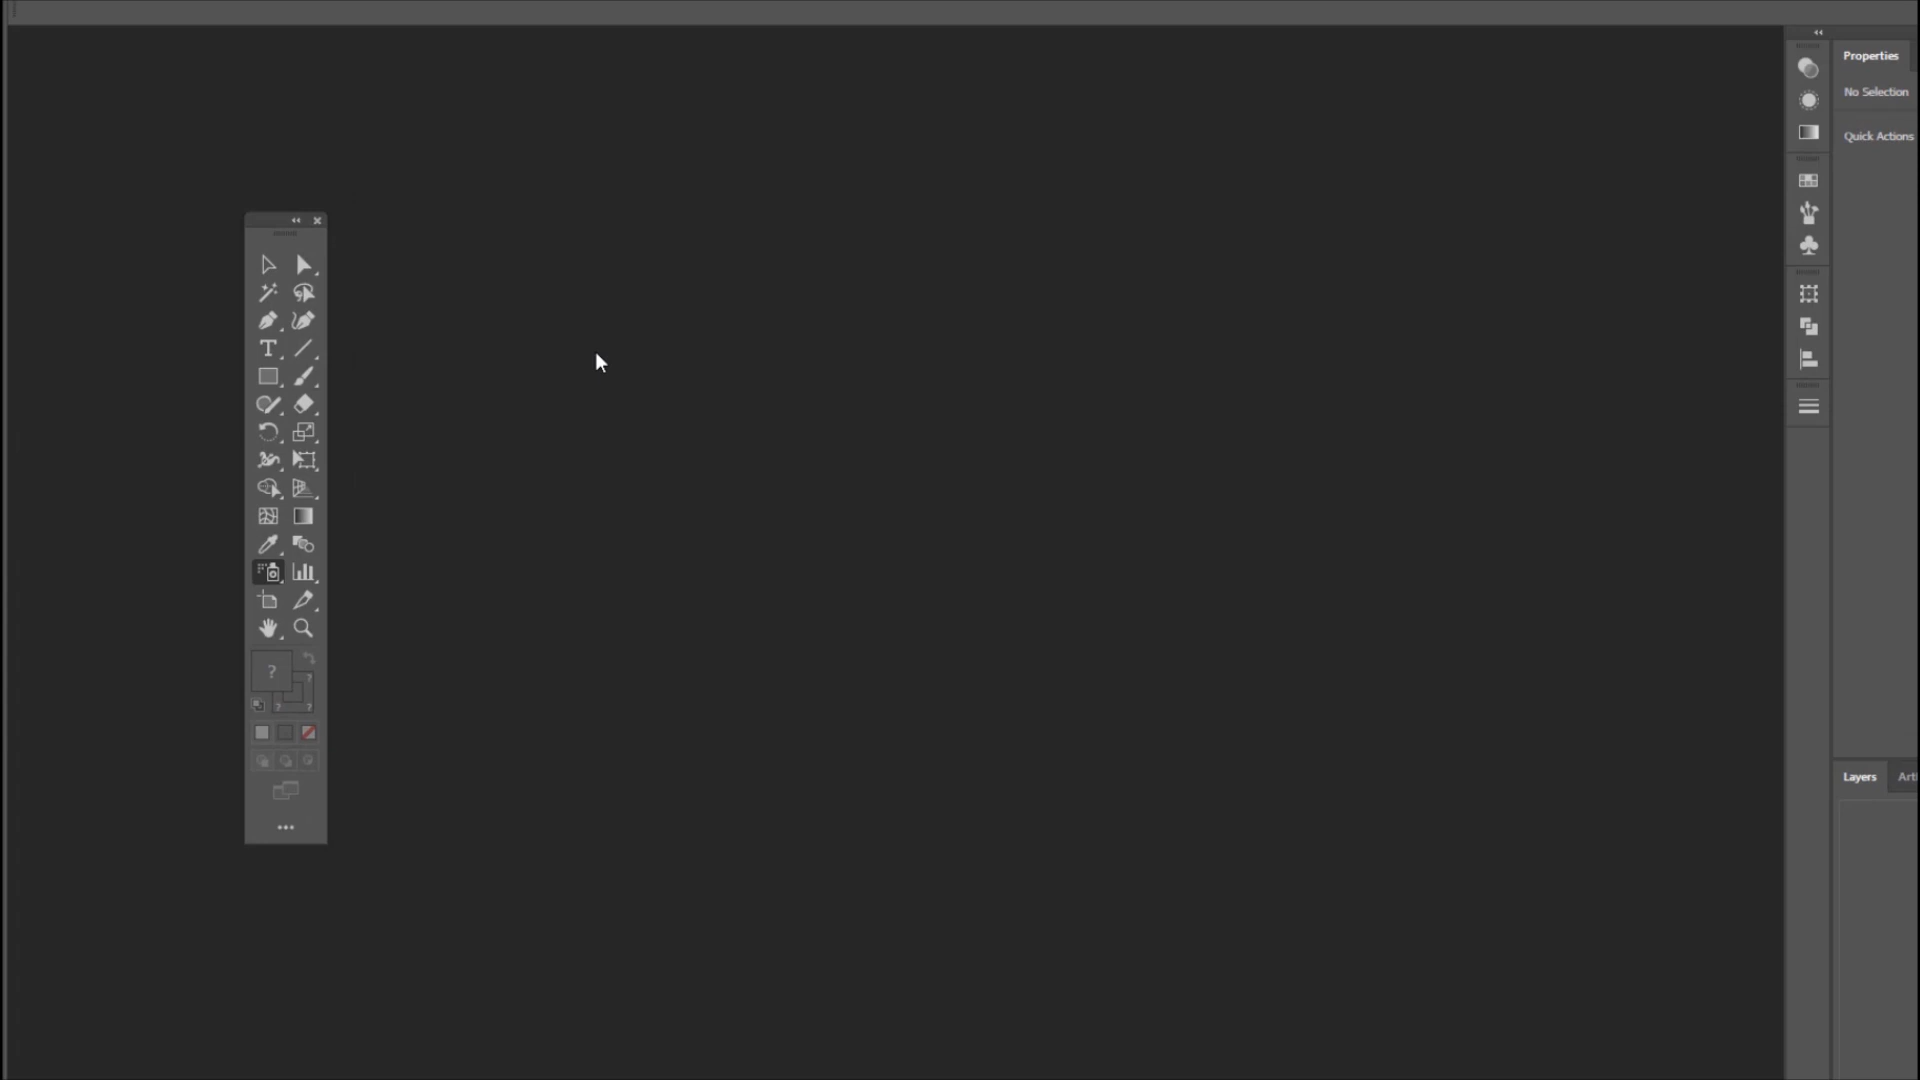 Properties
No Selection
Quick Actions
Layers
Art